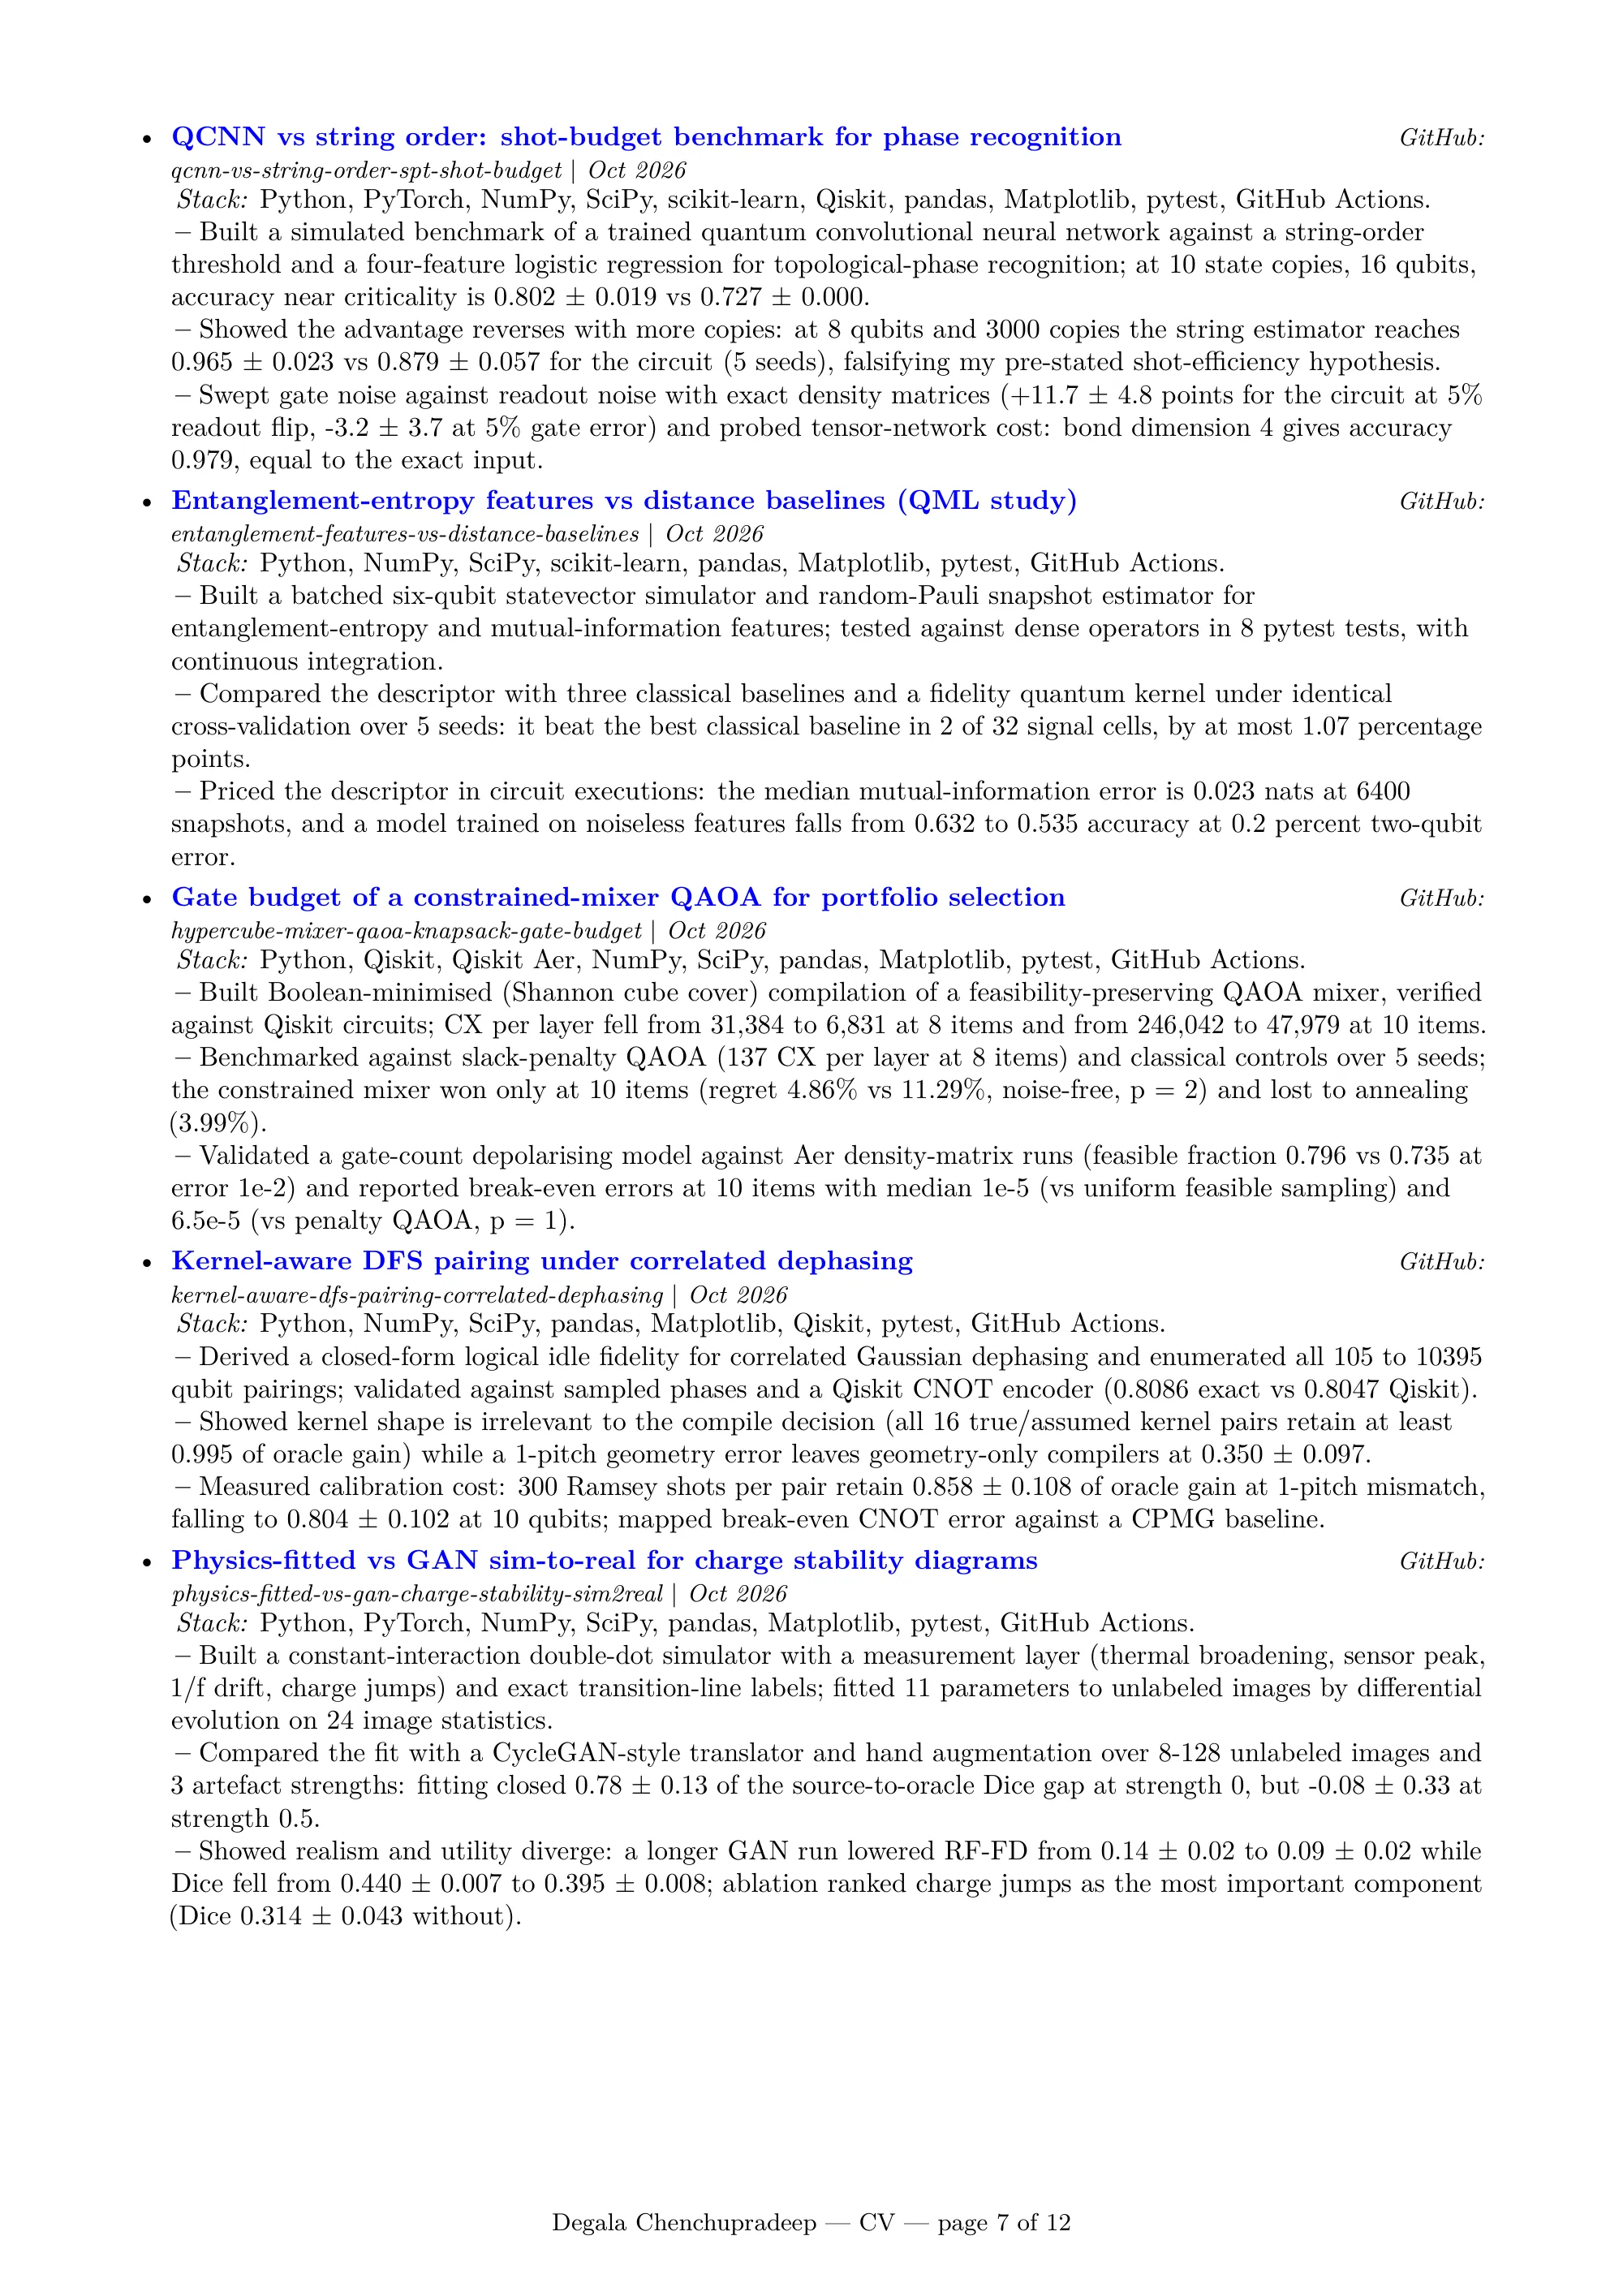 • QCNN vs string order: shot-budget benchmark for phase recognition GitHub:
qcnn-vs-string-order-spt-shot-budget | Oct 2026
Stack: Python, PyTorch, NumPy, SciPy, scikit-learn, Qiskit, pandas, Matplotlib, pytest, GitHub Actions.
– Built a simulated benchmark of a trained quantum convolutional neural network against a string-order
threshold and a four-feature logistic regression for topological-phase recognition; at 10 state copies, 16 qubits,
accuracy near criticality is 0.802 ± 0.019 vs 0.727 ± 0.000.
– Showed the advantage reverses with more copies: at 8 qubits and 3000 copies the string estimator reaches
0.965 ± 0.023 vs 0.879 ± 0.057 for the circuit (5 seeds), falsifying my pre-stated shot-efficiency hypothesis.
– Swept gate noise against readout noise with exact density matrices (+11.7 ± 4.8 points for the circuit at 5%
readout flip, -3.2 ± 3.7 at 5% gate error) and probed tensor-network cost: bond dimension 4 gives accuracy
0.979, equal to the exact input.
• Entanglement-entropy features vs distance baselines (QML study) GitHub:
entanglement-features-vs-distance-baselines | Oct 2026
Stack: Python, NumPy, SciPy, scikit-learn, pandas, Matplotlib, pytest, GitHub Actions.
– Built a batched six-qubit statevector simulator and random-Pauli snapshot estimator for
entanglement-entropy and mutual-information features; tested against dense operators in 8 pytest tests, with
continuous integration.
– Compared the descriptor with three classical baselines and a fidelity quantum kernel under identical
cross-validation over 5 seeds: it beat the best classical baseline in 2 of 32 signal cells, by at most 1.07 percentage
points.
– Priced the descriptor in circuit executions: the median mutual-information error is 0.023 nats at 6400
snapshots, and a model trained on noiseless features falls from 0.632 to 0.535 accuracy at 0.2 percent two-qubit
error.
• Gate budget of a constrained-mixer QAOA for portfolio selection GitHub:
hypercube-mixer-qaoa-knapsack-gate-budget | Oct 2026
Stack: Python, Qiskit, Qiskit Aer, NumPy, SciPy, pandas, Matplotlib, pytest, GitHub Actions.
– Built Boolean-minimised (Shannon cube cover) compilation of a feasibility-preserving QAOA mixer, verified
against Qiskit circuits; CX per layer fell from 31,384 to 6,831 at 8 items and from 246,042 to 47,979 at 10 items.
– Benchmarked against slack-penalty QAOA (137 CX per layer at 8 items) and classical controls over 5 seeds;
the constrained mixer won only at 10 items (regret 4.86% vs 11.29%, noise-free, p = 2) and lost to annealing
(3.99%).
– Validated a gate-count depolarising model against Aer density-matrix runs (feasible fraction 0.796 vs 0.735 at
error 1e-2) and reported break-even errors at 10 items with median 1e-5 (vs uniform feasible sampling) and
6.5e-5 (vs penalty QAOA, p = 1).
• Kernel-aware DFS pairing under correlated dephasing GitHub:
kernel-aware-dfs-pairing-correlated-dephasing | Oct 2026
Stack: Python, NumPy, SciPy, pandas, Matplotlib, Qiskit, pytest, GitHub Actions.
– Derived a closed-form logical idle fidelity for correlated Gaussian dephasing and enumerated all 105 to 10395
qubit pairings; validated against sampled phases and a Qiskit CNOT encoder (0.8086 exact vs 0.8047 Qiskit).
– Showed kernel shape is irrelevant to the compile decision (all 16 true/assumed kernel pairs retain at least
0.995 of oracle gain) while a 1-pitch geometry error leaves geometry-only compilers at 0.350 ± 0.097.
– Measured calibration cost: 300 Ramsey shots per pair retain 0.858 ± 0.108 of oracle gain at 1-pitch mismatch,
falling to 0.804 ± 0.102 at 10 qubits; mapped break-even CNOT error against a CPMG baseline.
• Physics-fitted vs GAN sim-to-real for charge stability diagrams GitHub:
physics-fitted-vs-gan-charge-stability-sim2real | Oct 2026
Stack: Python, PyTorch, NumPy, SciPy, pandas, Matplotlib, pytest, GitHub Actions.
– Built a constant-interaction double-dot simulator with a measurement layer (thermal broadening, sensor peak,
1/f drift, charge jumps) and exact transition-line labels; fitted 11 parameters to unlabeled images by differential
evolution on 24 image statistics.
– Compared the fit with a CycleGAN-style translator and hand augmentation over 8-128 unlabeled images and
3 artefact strengths: fitting closed 0.78 ± 0.13 of the source-to-oracle Dice gap at strength 0, but -0.08 ± 0.33 at
strength 0.5.
– Showed realism and utility diverge: a longer GAN run lowered RF-FD from 0.14 ± 0.02 to 0.09 ± 0.02 while
Dice fell from 0.440 ± 0.007 to 0.395 ± 0.008; ablation ranked charge jumps as the most important component
(Dice 0.314 ± 0.043 without).
Degala Chenchupradeep — CV — page 7 of 12